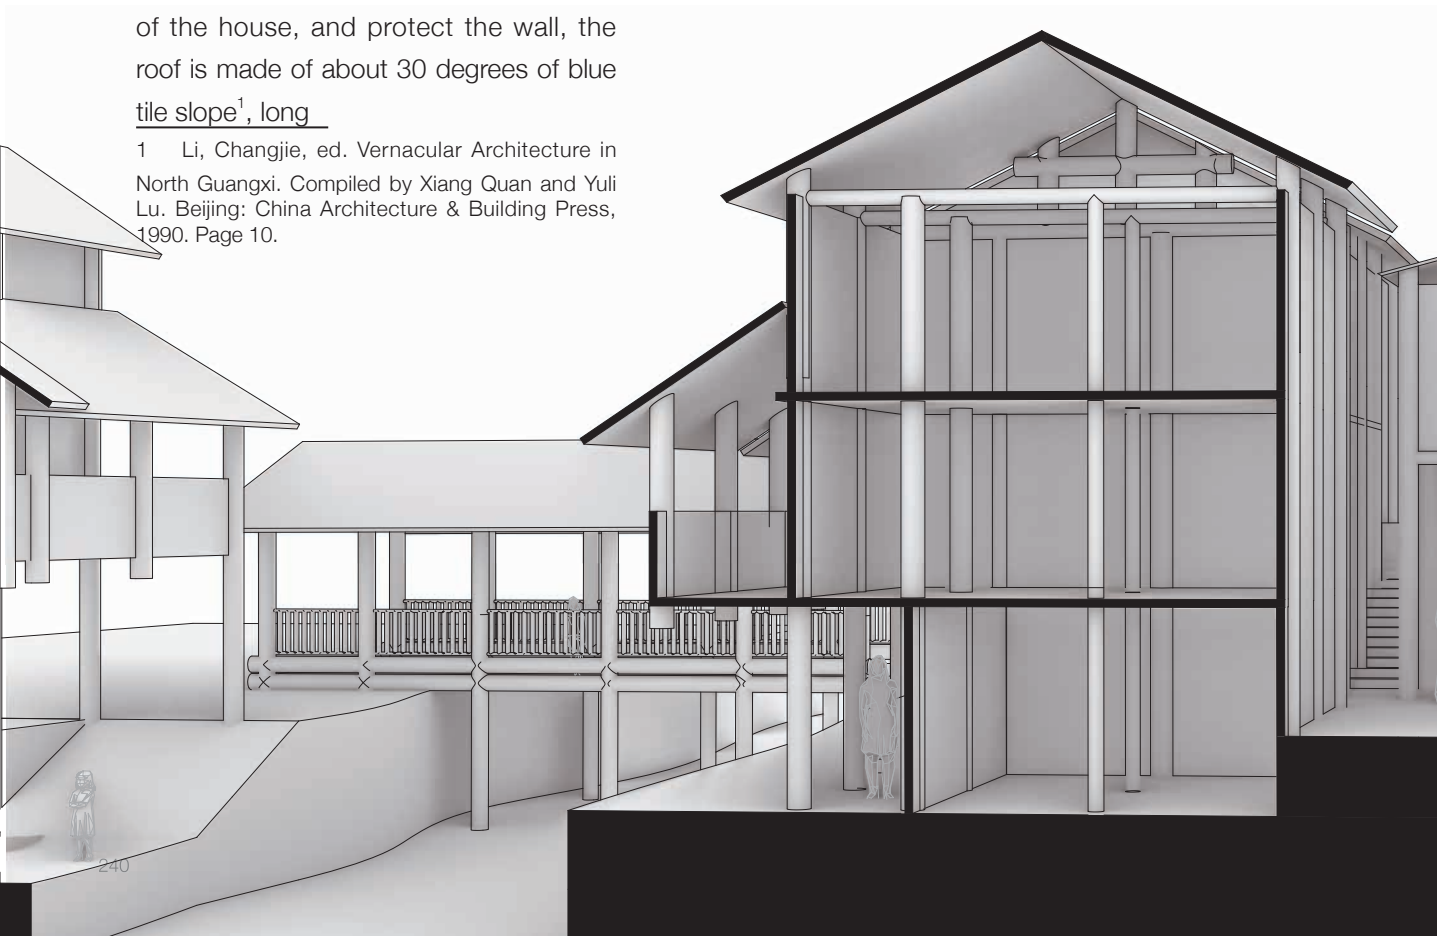 of the house, and protect the wall, the
roof is made of about 30 degrees of blue
tile slope1, long
1 Li, Changjie, ed. Vernacular Architecture in
North Guangxi. Compiled by Xiang Quan and Yuli
Lu. Beijing: China Architecture & Building Press,
1990. Page 10.
240